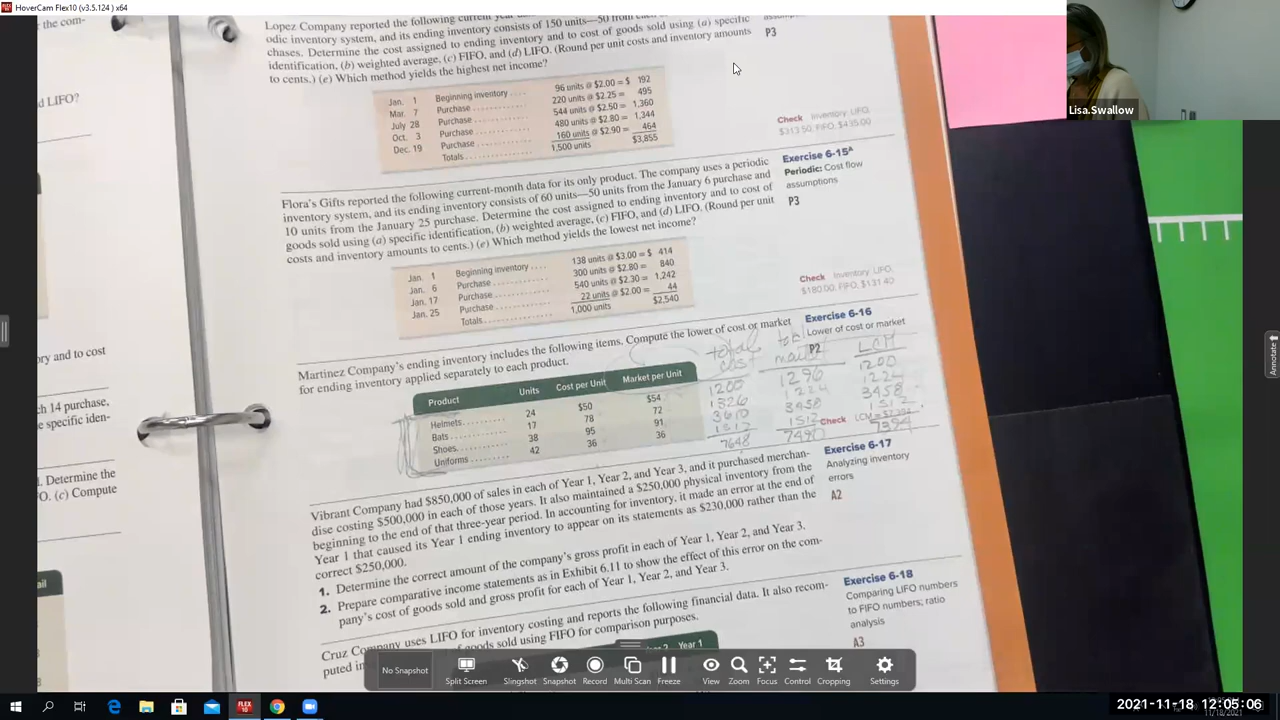 HoverCam Flex10 (v3.5.124 ) x64
the com-
Lopez Company reported the following current
odic inventory system, and its ending inventory consists of 150 units—50 from each
chases. Determine the cost assigned to ending inventory and to cost of goods sold using (a) specific
identification, (b) weighted average, (c) FIFO, and (d) LIFO. (Round per unit costs and inventory amounts
to cents.) (e) Which method yields the highest net income?
P3
d LIFO?
Jan. 1 Beginning inventory .... 96 units @ $2.00 = $ 192
Mar. 7 Purchase 220 units @ $2.25 = 495
July 28 Purchase 544 units @ $2.50 = 1,360
Oct. 3 Purchase 480 units @ $2.80 = 1,344
Dec. 19 Purchase 160 units @ $2.90 = 464
Totals 1,500 units $3,855
Check Inventory: LIFO, $313.50; FIFO, $435.00
Lisa.Swallow
Exercise 6-15A
Periodic: Cost flow
assumptions
P3
Flora's Gifts reported the following current-month data for its only product. The company uses a periodic
inventory system, and its ending inventory consists of 60 units—50 units from the January 6 purchase and
10 units from the January 25 purchase. Determine the cost assigned to ending inventory and to cost of
goods sold using (a) specific identification, (b) weighted average, (c) FIFO, and (d) LIFO. (Round per unit
costs and inventory amounts to cents.) (e) Which method yields the lowest net income?
Jan. 1 Beginning inventory .... 138 units @ $3.00 = $ 414
Jan. 6 Purchase 300 units @ $2.80 = 840
Jan. 17 Purchase 540 units @ $2.30 = 1,242
Jan. 25 Purchase 22 units @ $2.00 = 44
Totals 1,000 units $2,540
Check Inventory: LIFO, $180.00; FIFO, $131.40
Exercise 6-16
Lower of cost or market
P2
Martinez Company's ending inventory includes the following items. Compute the lower of cost or market
for ending inventory applied separately to each product.
total cost LCM
Product Units Cost per Unit Market per Unit
Helmets 24 $50 $54 1200 1296 1200
Bats 17 78 72 1326 1224 1224
Shoes 38 95 91 3610 3458 3458
Uniforms 42 36 36 1512 1512 1512
7648 7490 7394
Check LCM = $7,394
ory and to cost
ch 14 purchase,
e specific iden-
. Determine the
O. (c) Compute
Exercise 6-17
Analyzing inventory
errors
A2
Vibrant Company had $850,000 of sales in each of Year 1, Year 2, and Year 3, and it purchased merchan-
dise costing $500,000 in each of those years. It also maintained a $250,000 physical inventory from the
beginning to the end of that three-year period. In accounting for inventory, it made an error at the end of
Year 1 that caused its Year 1 ending inventory to appear on its statements as $230,000 rather than the
correct $250,000.
1. Determine the correct amount of the company's gross profit in each of Year 1, Year 2, and Year 3.
2. Prepare comparative income statements as in Exhibit 6.11 to show the effect of this error on the com-
pany's cost of goods sold and gross profit for each of Year 1, Year 2, and Year 3.
Exercise 6-18
Comparing LIFO numbers
to FIFO numbers; ratio
analysis
A3
Cruz Company uses LIFO for inventory costing and reports the following financial data. It also recom-
puted in goods sold using FIFO for comparison purposes.
Year 1
Annotate
No Snapshot Split Screen Slingshot Snapshot Record Multi Scan Freeze View Zoom Focus Control Cropping Settings
FLEX 10
2021-11-18 12:05:06